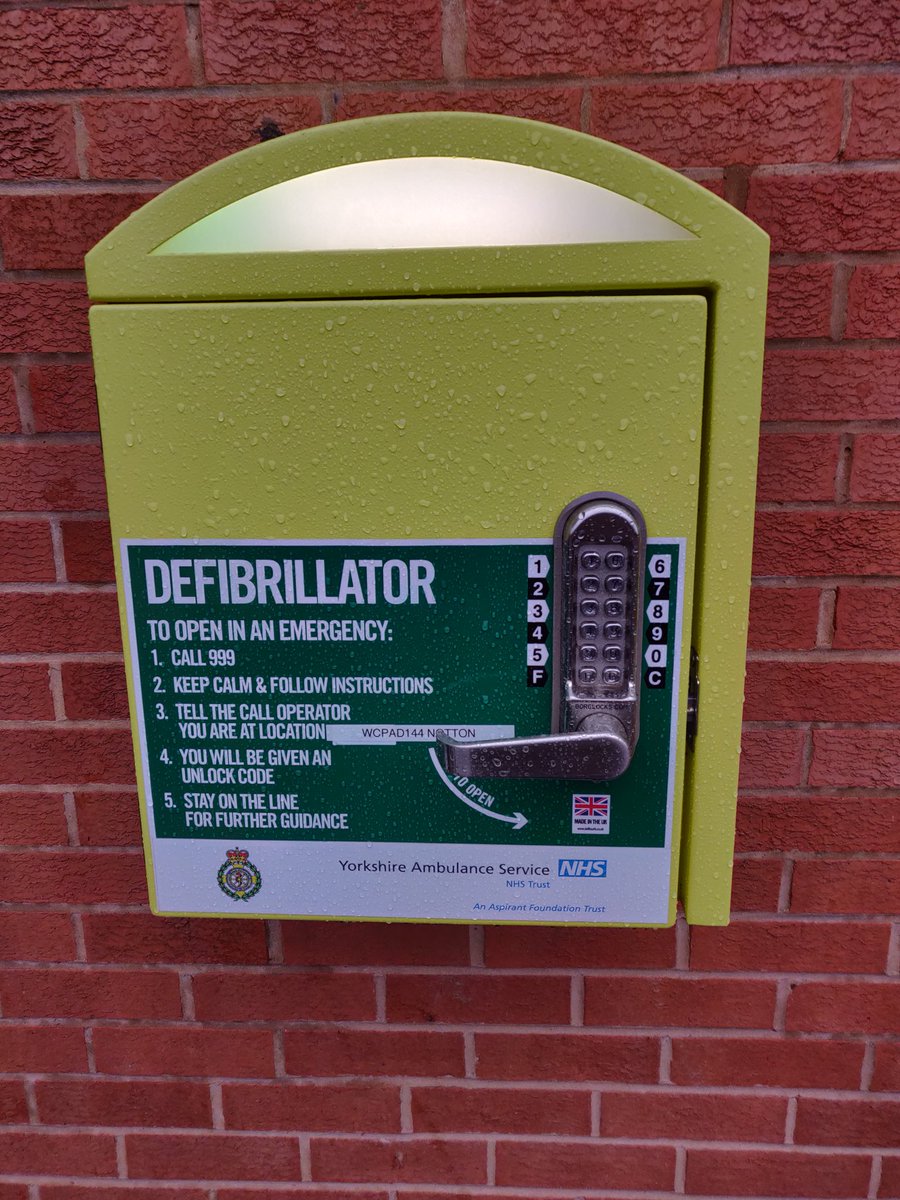 DEFIBRILLATOR
TO OPEN IN AN EMERGENCY:
1. CALL 999
2. KEEP CALM & FOLLOW INSTRUCTIONS
3. TELL THE CALL OPERATOR
YOU ARE AT LOCATION WCPAD144 NOTTON
4. YOU WILL BE GIVEN AN
UNLOCK CODE
5. STAY ON THE LINE
FOR FURTHER GUIDANCE
1 6
2 7
3 8
4 9
5 0
F C
BORGLOCKS.COM
TO OPEN
MADE IN THE UK
Yorkshire Ambulance Service NHS
NHS Trust
An Aspirant Foundation Trust